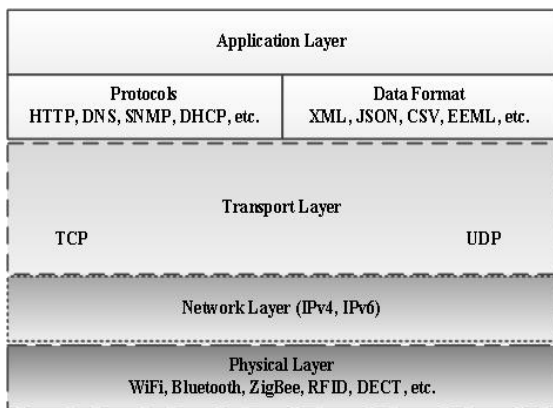 Application Layer
Protocols
HTTP, DNS, SNMP, DHCP, etc.
Data Format
XML, JSON, CSV, EEML, etc.
Transport Layer
TCP
UDP
Network Layer (IPv4, IPv6)
Physical Layer
WiFi, Bluetooth, ZigBee, RFID, DECT, etc.